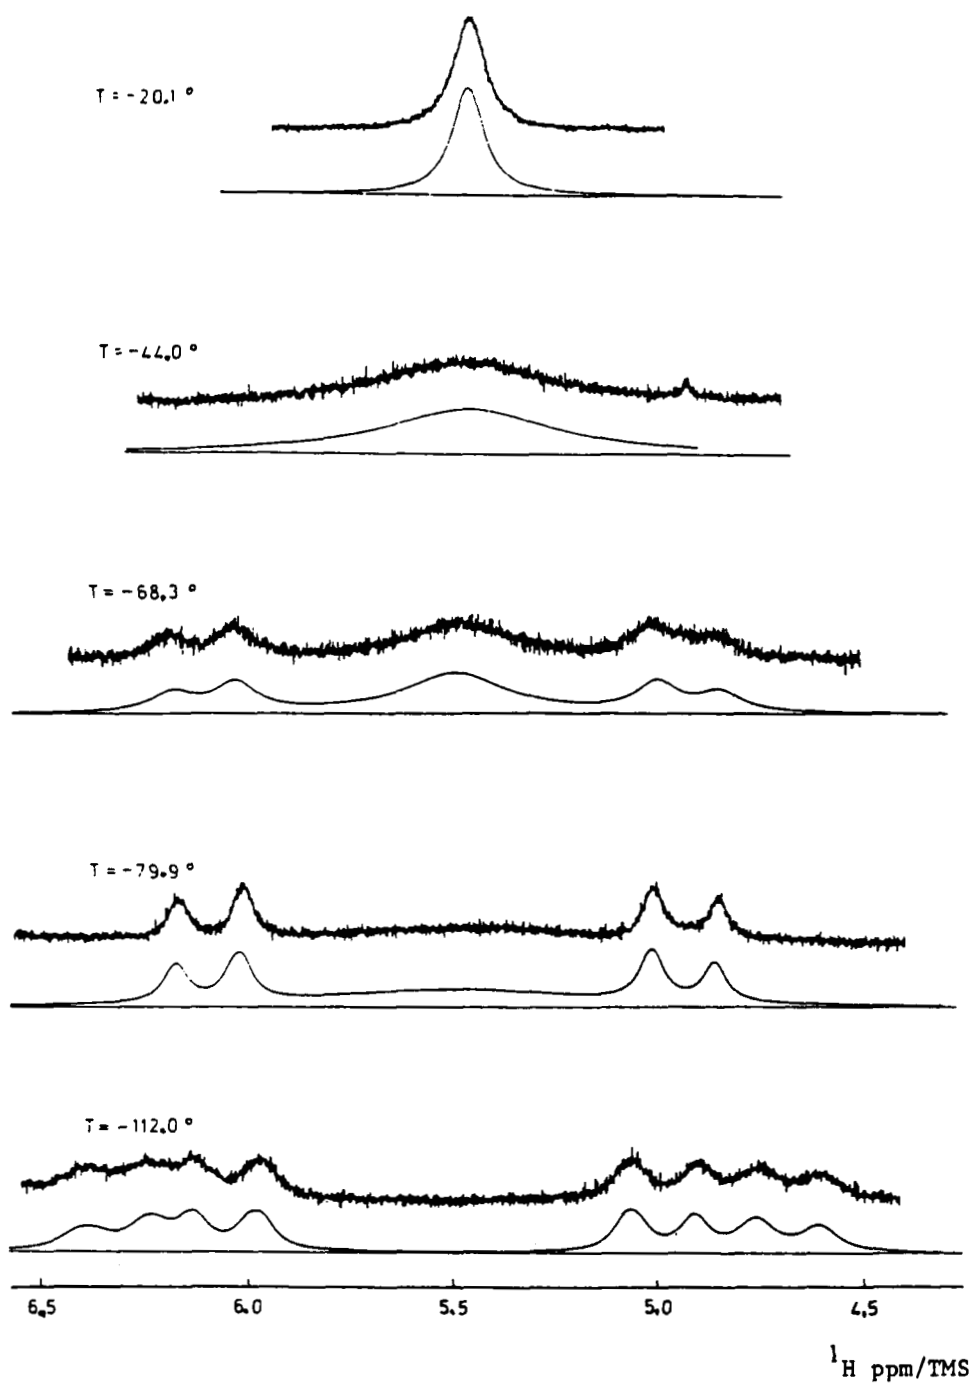 T = -20.1 °
T = -44.0 °
T = -68.3 °
T = -79.9 °
T = -112.0 °
6.5 6.0 5.5 5.0 4.5
1H ppm/TMS